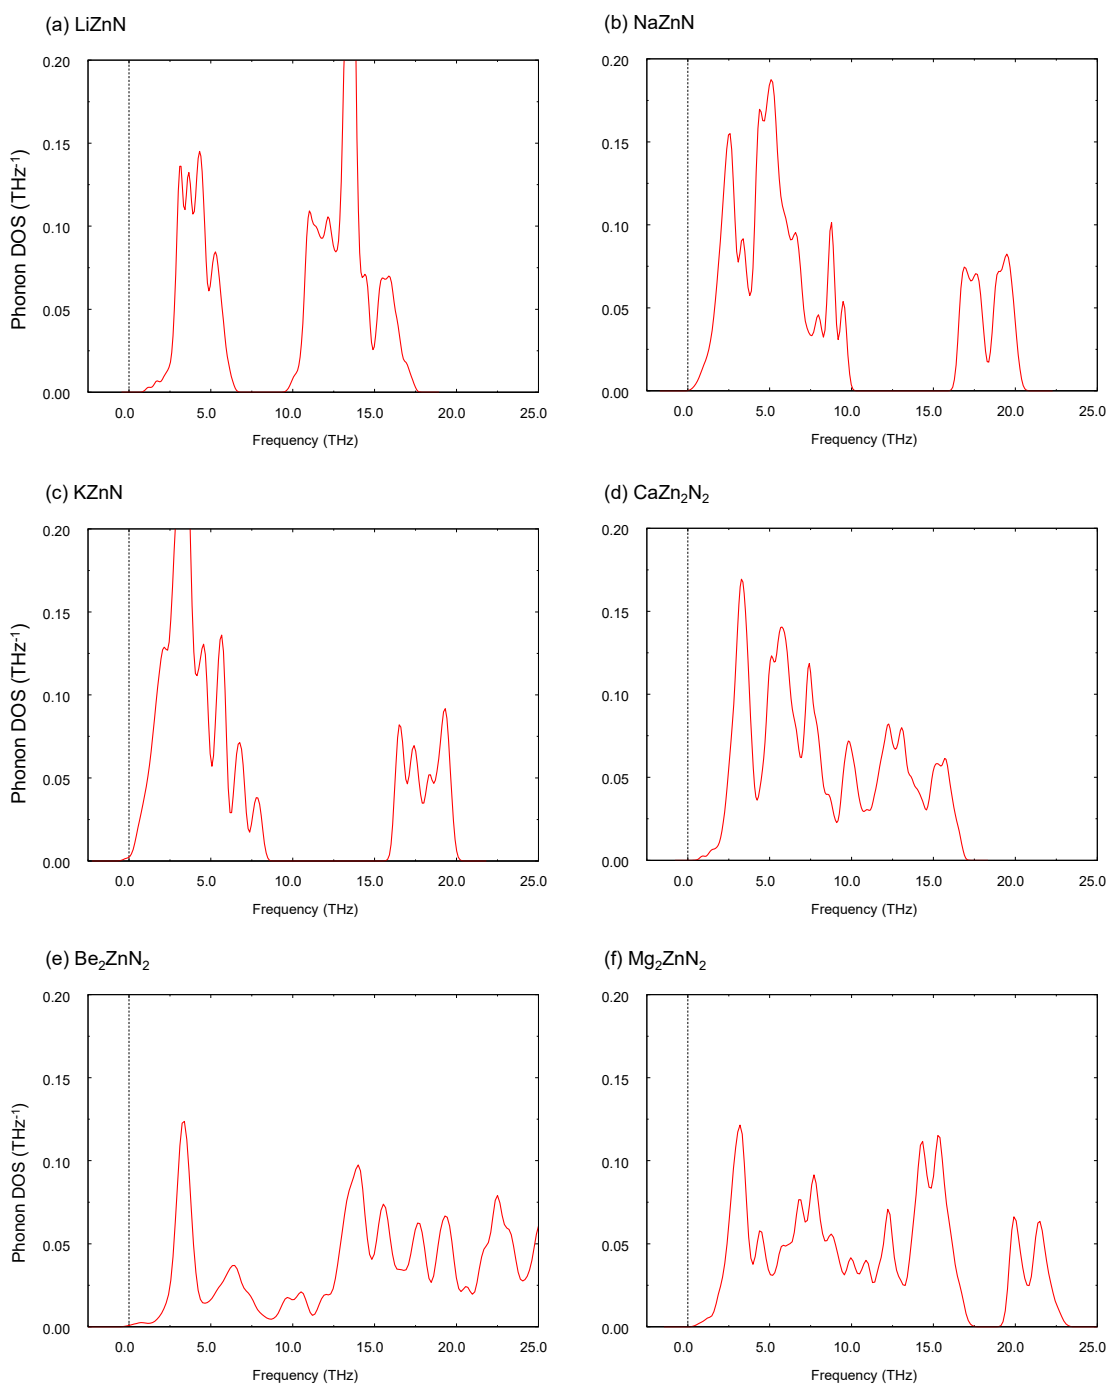 (a) LiZnN
(b) NaZnN
0.20
0.15
0.10
0.05
0.00
Phonon DOS (THz⁻¹)
0.0 5.0 10.0 15.0 20.0 25.0
Frequency (THz)
0.20
0.15
0.10
0.05
0.00
0.0 5.0 10.0 15.0 20.0 25.0
Frequency (THz)
(c) KZnN
(d) CaZn₂N₂
0.20
0.15
0.10
0.05
0.00
Phonon DOS (THz⁻¹)
0.0 5.0 10.0 15.0 20.0 25.0
Frequency (THz)
0.20
0.15
0.10
0.05
0.00
0.0 5.0 10.0 15.0 20.0 25.0
Frequency (THz)
(e) Be₂ZnN₂
(f) Mg₂ZnN₂
0.20
0.15
0.10
0.05
0.00
Phonon DOS (THz⁻¹)
0.0 5.0 10.0 15.0 20.0 25.0
Frequency (THz)
0.20
0.15
0.10
0.05
0.00
0.0 5.0 10.0 15.0 20.0 25.0
Frequency (THz)